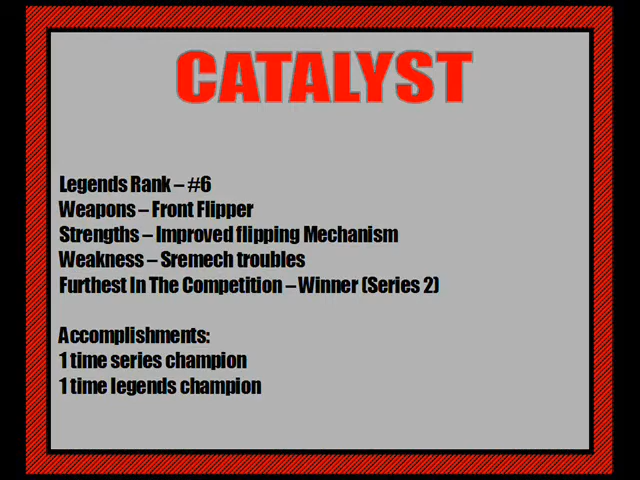 CATALYST
Legends Rank – #6
Weapons – Front Flipper
Strengths – Improved flipping Mechanism
Weakness – Sremech troubles
Furthest In The Competition – Winner (Series 2)
Accomplishments:
1 time series champion
1 time legends champion